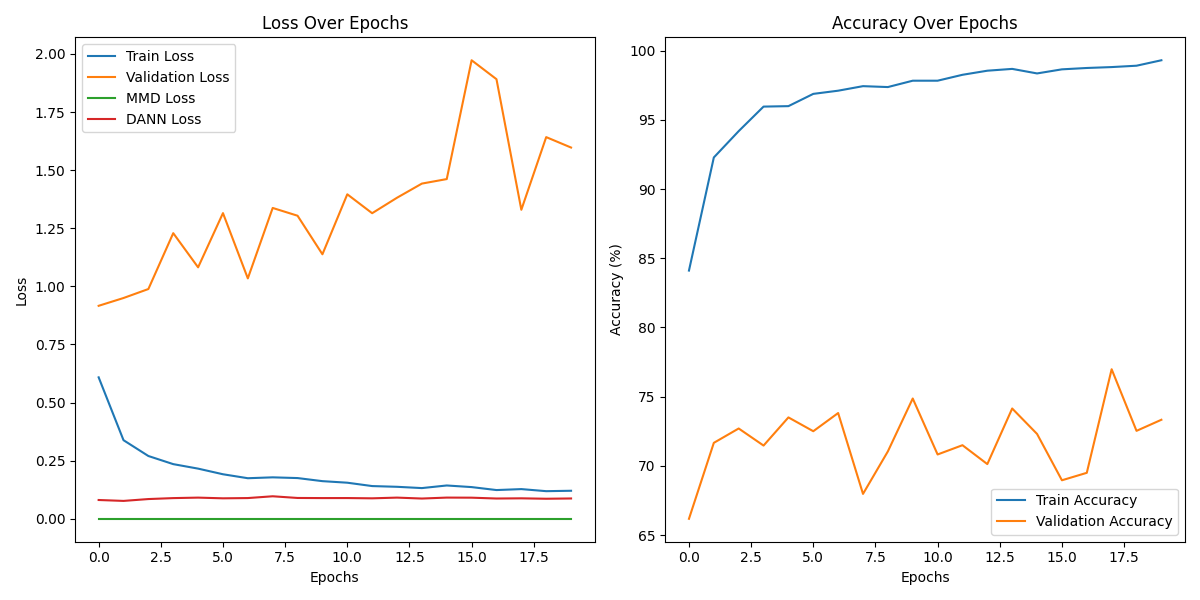 Loss Over Epochs
Train Loss
Validation Loss
MMD Loss
DANN Loss
2.00
1.75
1.50
1.25
1.00
0.75
0.50
0.25
0.00
Loss
0.0 2.5 5.0 7.5 10.0 12.5 15.0 17.5
Epochs
Accuracy Over Epochs
100
95
90
85
80
75
70
65
Accuracy (%)
Train Accuracy
Validation Accuracy
0.0 2.5 5.0 7.5 10.0 12.5 15.0 17.5
Epochs